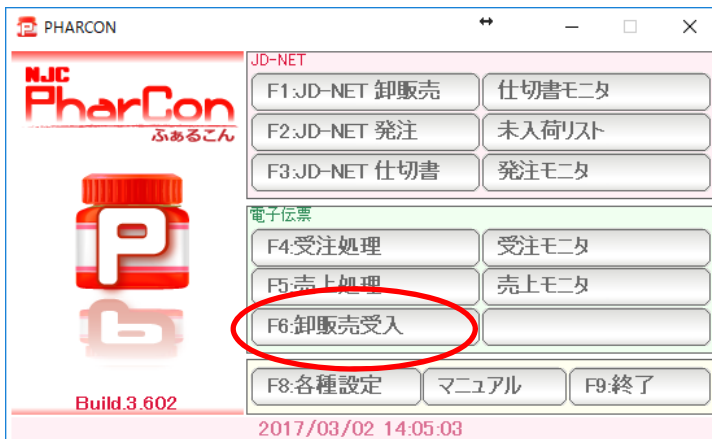 PHARCON
NJC
PharCon
ふぁるこん
P
Build.3.602
JD-NET
F1:JD-NET 卸販売
仕切書モニタ
F2:JD-NET 発注
未入荷リスト
F3:JD-NET 仕切書
発注モニタ
電子伝票
F4:受注処理
受注モニタ
F5:売上処理
売上モニタ
F6:卸販売受入
F8:各種設定
マニュアル
F9:終了
2017/03/02 14:05:03